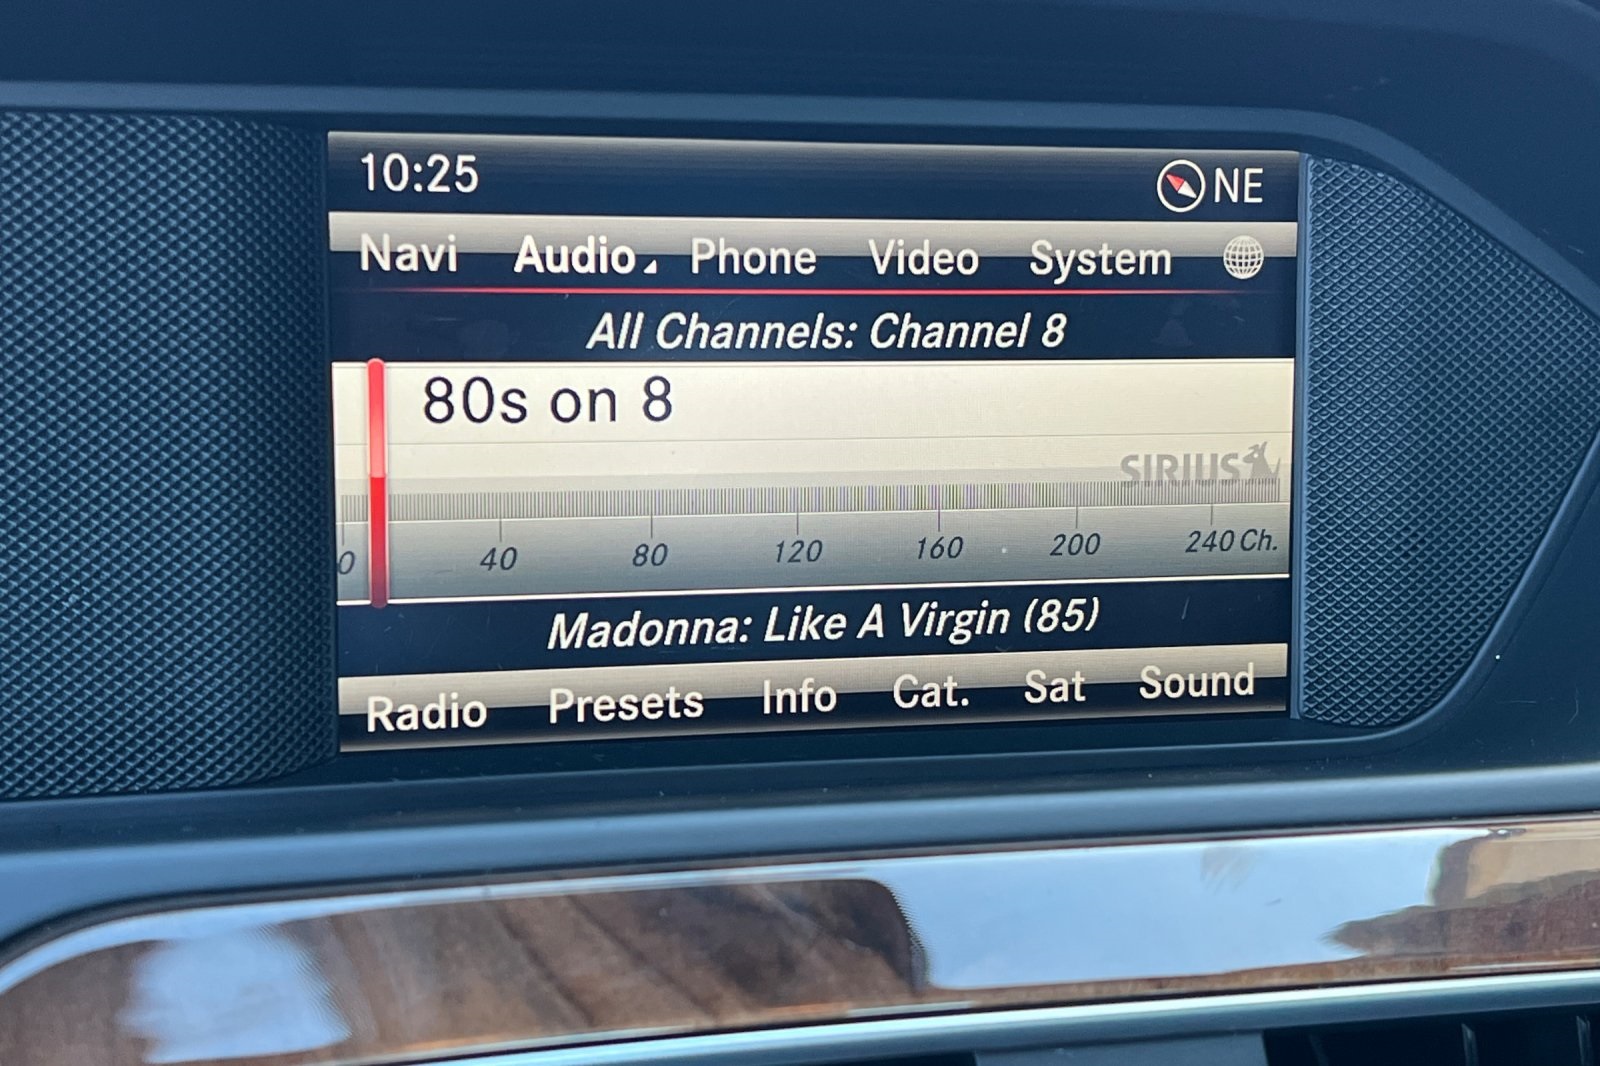 10:25 NE
Navi Audio Phone Video System
All Channels: Channel 8
80s on 8
SIRIUS
0 40 80 120 160 200 240 Ch.
Madonna: Like A Virgin (85)
Radio Presets Info Cat. Sat Sound